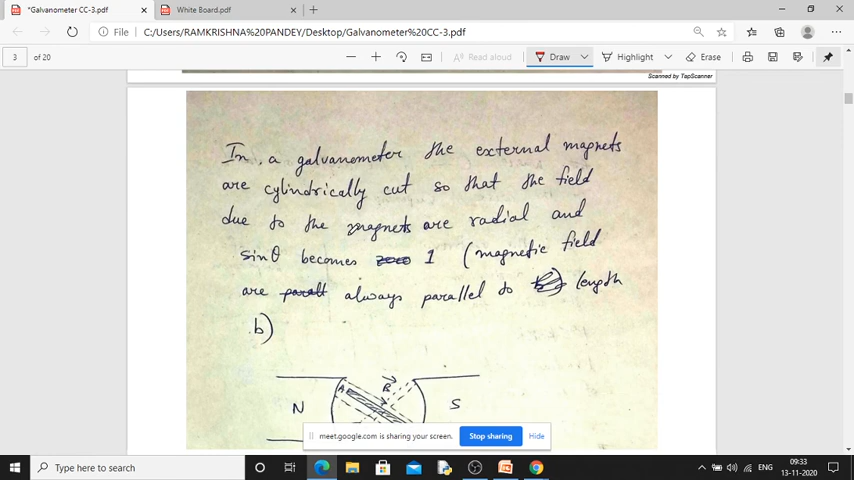 *Galvanometer CC-3.pdf
White Board.pdf
C:/Users/RAMKRISHNA%20PANDEY/Desktop/Galvanometer%20CC-3.pdf
3 of 20
Read aloud
Draw
Highlight
Erase
Scanned by TapScanner
In a galvanometer the external magnets
are cylindrically cut so that the field
due to the magnets are radial and
sinθ becomes 1 (magnetic field
are always parallel to length
b)
A
B
N
S
meet.google.com is sharing your screen.
Stop sharing
Hide
Type here to search
ENG
09:33
13-11-2020